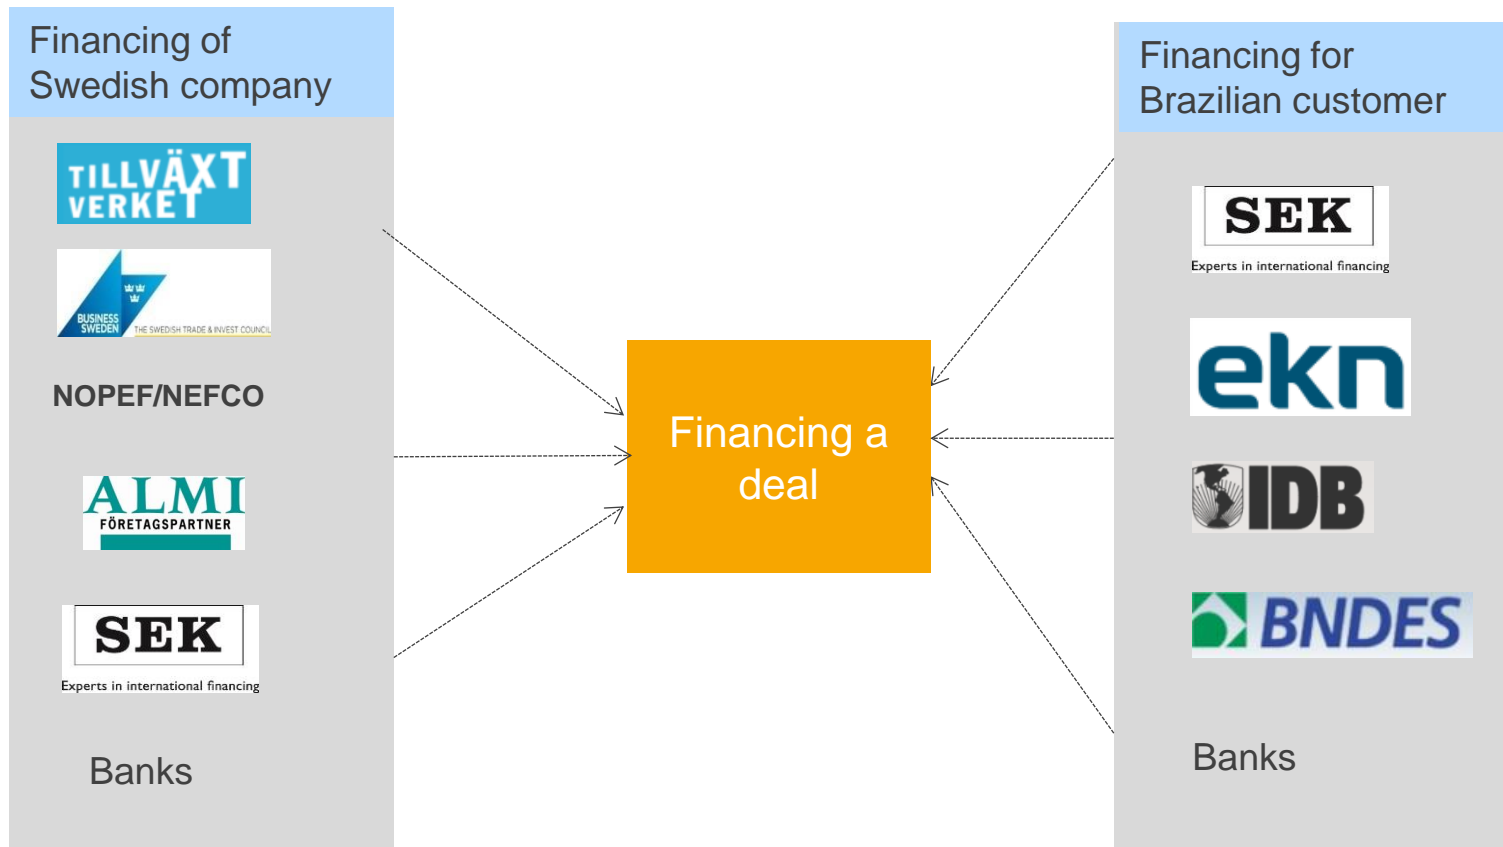 Financing of
Swedish company
TILLVÄXT
VERKET
BUSINESS
SWEDEN
THE SWEDISH TRADE & INVEST COUNCIL
NOPEF/NEFCO
ALMI
FÖRETAGSPARTNER
SEK
Experts in international financing
Banks
Financing a
deal
Financing for
Brazilian customer
SEK
Experts in international financing
ekn
IDB
BNDES
Banks